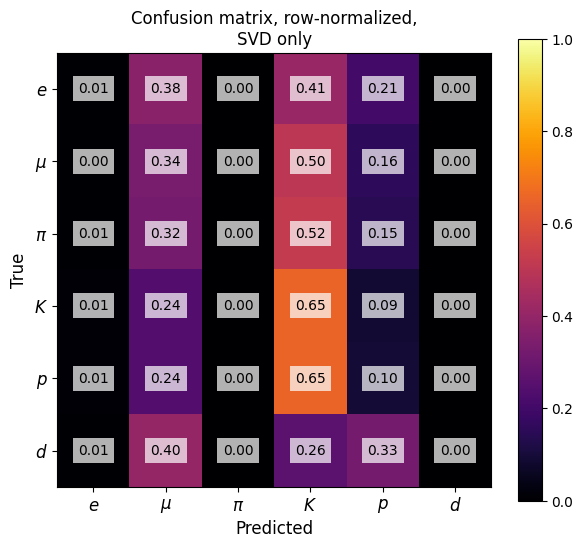 Confusion matrix, row-normalized,
SVD only
True
e 0.01 0.38 0.00 0.41 0.21 0.00
μ 0.00 0.34 0.00 0.50 0.16 0.00
π 0.01 0.32 0.00 0.52 0.15 0.00
K 0.01 0.24 0.00 0.65 0.09 0.00
p 0.01 0.24 0.00 0.65 0.10 0.00
d 0.01 0.40 0.00 0.26 0.33 0.00
e μ π K p d
Predicted
1.0
0.8
0.6
0.4
0.2
0.0